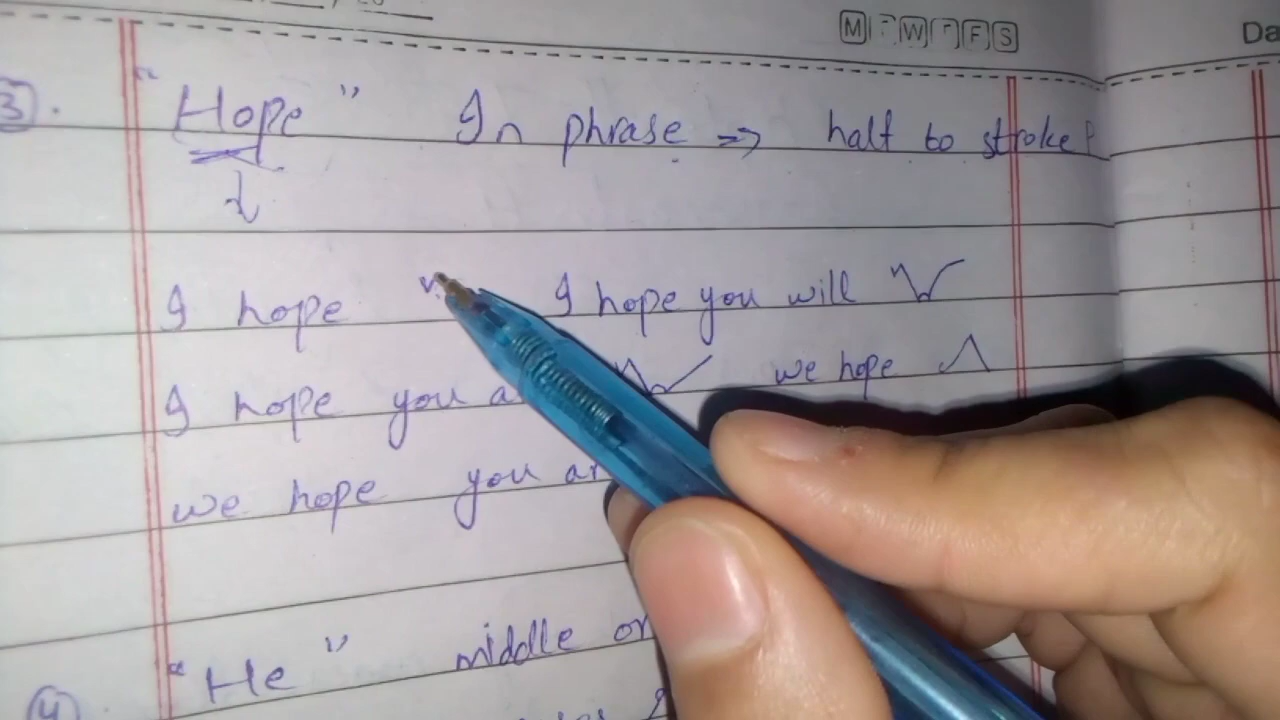 M T W T F S
Da
3. "Hope" In phrase => half to stroke P
I hope I hope you will
I hope you we hope
we hope you
4 "He" middle or